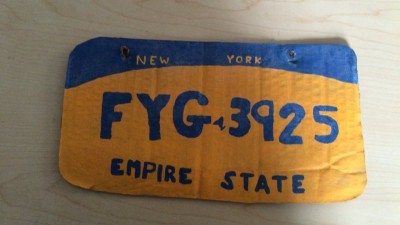 NEW YORK
FYG 3925
EMPIRE STATE